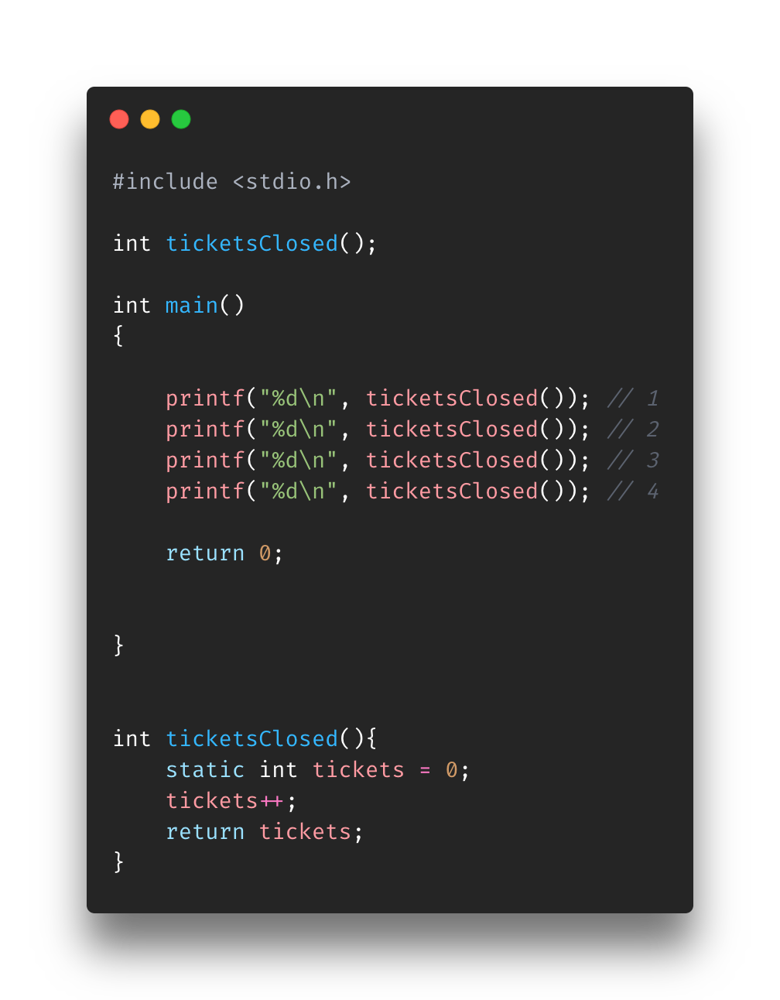 #include <stdio.h>
int ticketsClosed();
int main()
{
printf("%d\n", ticketsClosed()); // 1
printf("%d\n", ticketsClosed()); // 2
printf("%d\n", ticketsClosed()); // 3
printf("%d\n", ticketsClosed()); // 4
return 0;
}
int ticketsClosed(){
static int tickets = 0;
tickets++;
return tickets;
}